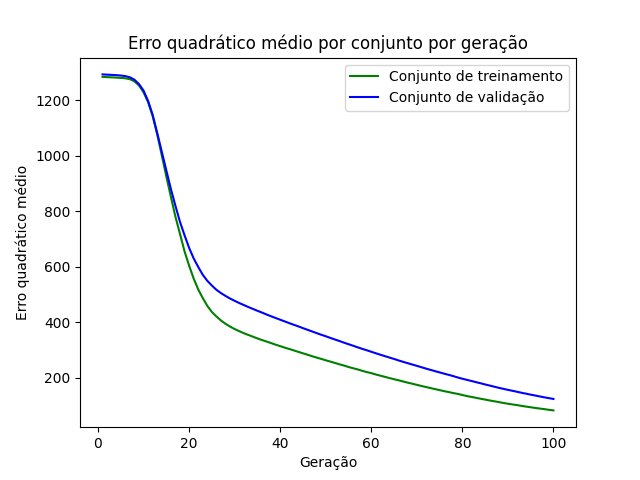 Erro quadrático médio por conjunto por geração
Conjunto de treinamento
Conjunto de validação
Erro quadrático médio
1200
1000
800
600
400
200
0 20 40 60 80 100
Geração